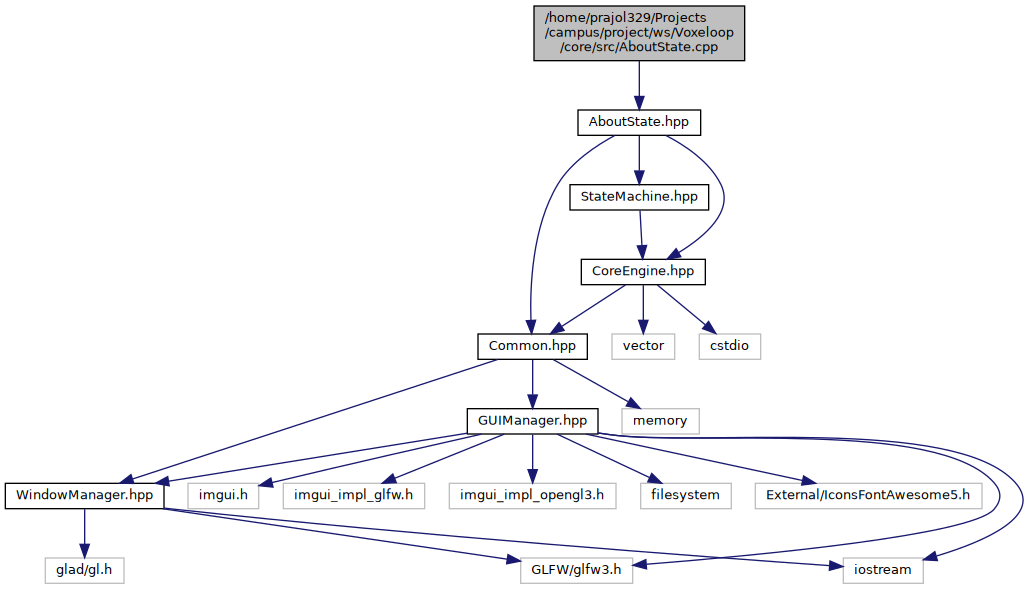 /home/prajol329/Projects
/campus/project/ws/Voxeloop
/core/src/AboutState.cpp
AboutState.hpp
StateMachine.hpp
CoreEngine.hpp
Common.hpp
vector
cstdio
GUIManager.hpp
memory
WindowManager.hpp
imgui.h
imgui_impl_glfw.h
imgui_impl_opengl3.h
filesystem
External/IconsFontAwesome5.h
glad/gl.h
GLFW/glfw3.h
iostream